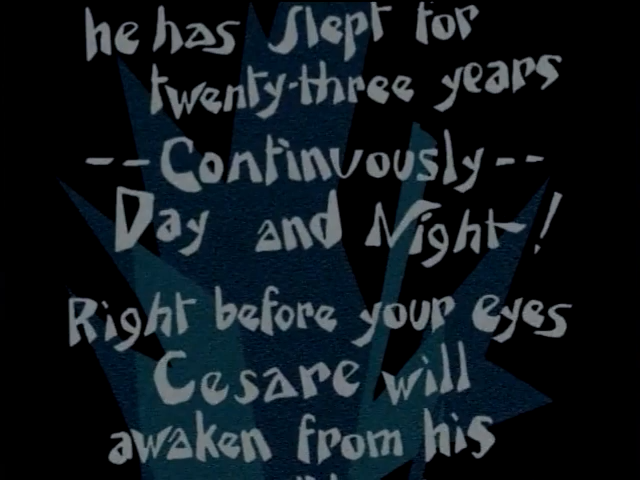 he has Slept for
twenty-three years
--Continuously--
Day and Night!
Right before your eyes
Cesare will
awaken from his